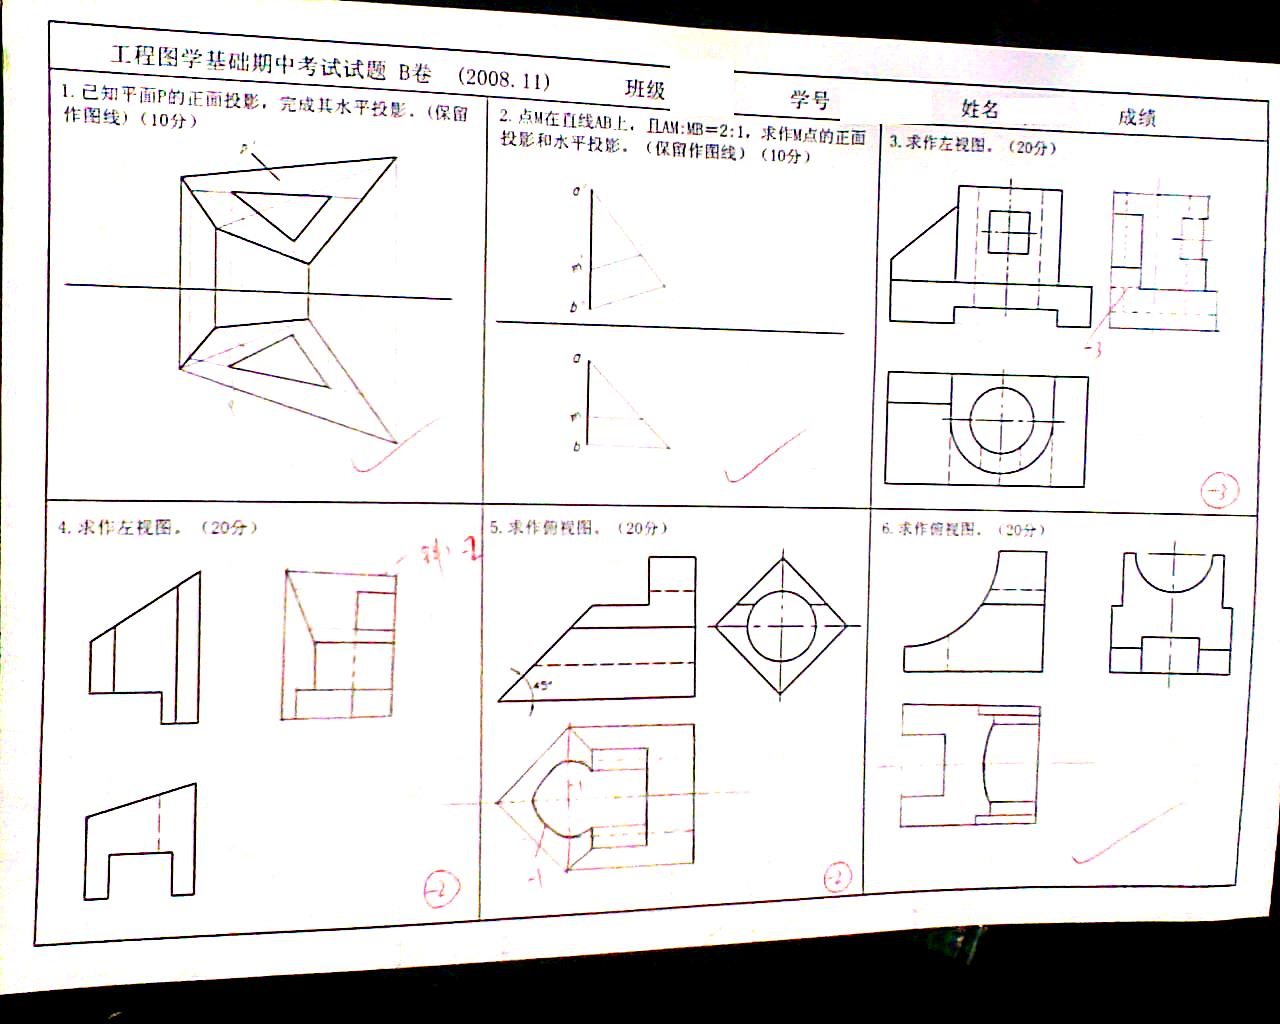 工程图学基础期中考试试题 B卷 (2008.11) 班级 学号 姓名 成绩
1.已知平面P的正面投影，完成其水平投影．(保留
作图线)(10分)
p'
2.点M在直线AB上，且AM:MB=2:1，求作M点的正面
投影和水平投影．(保留作图线)(10分)
a'
m'
b'
a
m
b
3.求作左视图．(20分)
-3
-3
4.求作左视图．(20分)
-2
-2
5.求作俯视图．(20分)
45°
-1
-1
-2
6.求作俯视图．(20分)